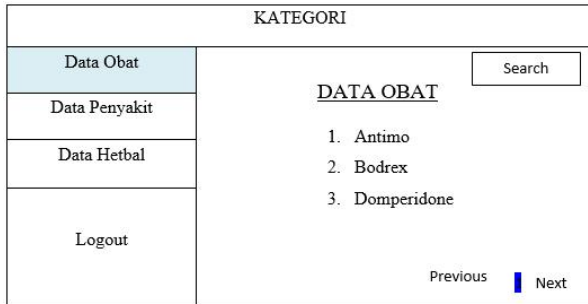 KATEGORI
Data Obat
Data Penyakit
Data Hetbal
Logout
Search
DATA OBAT
1. Antimo
2. Bodrex
3. Domperidone
Previous Next